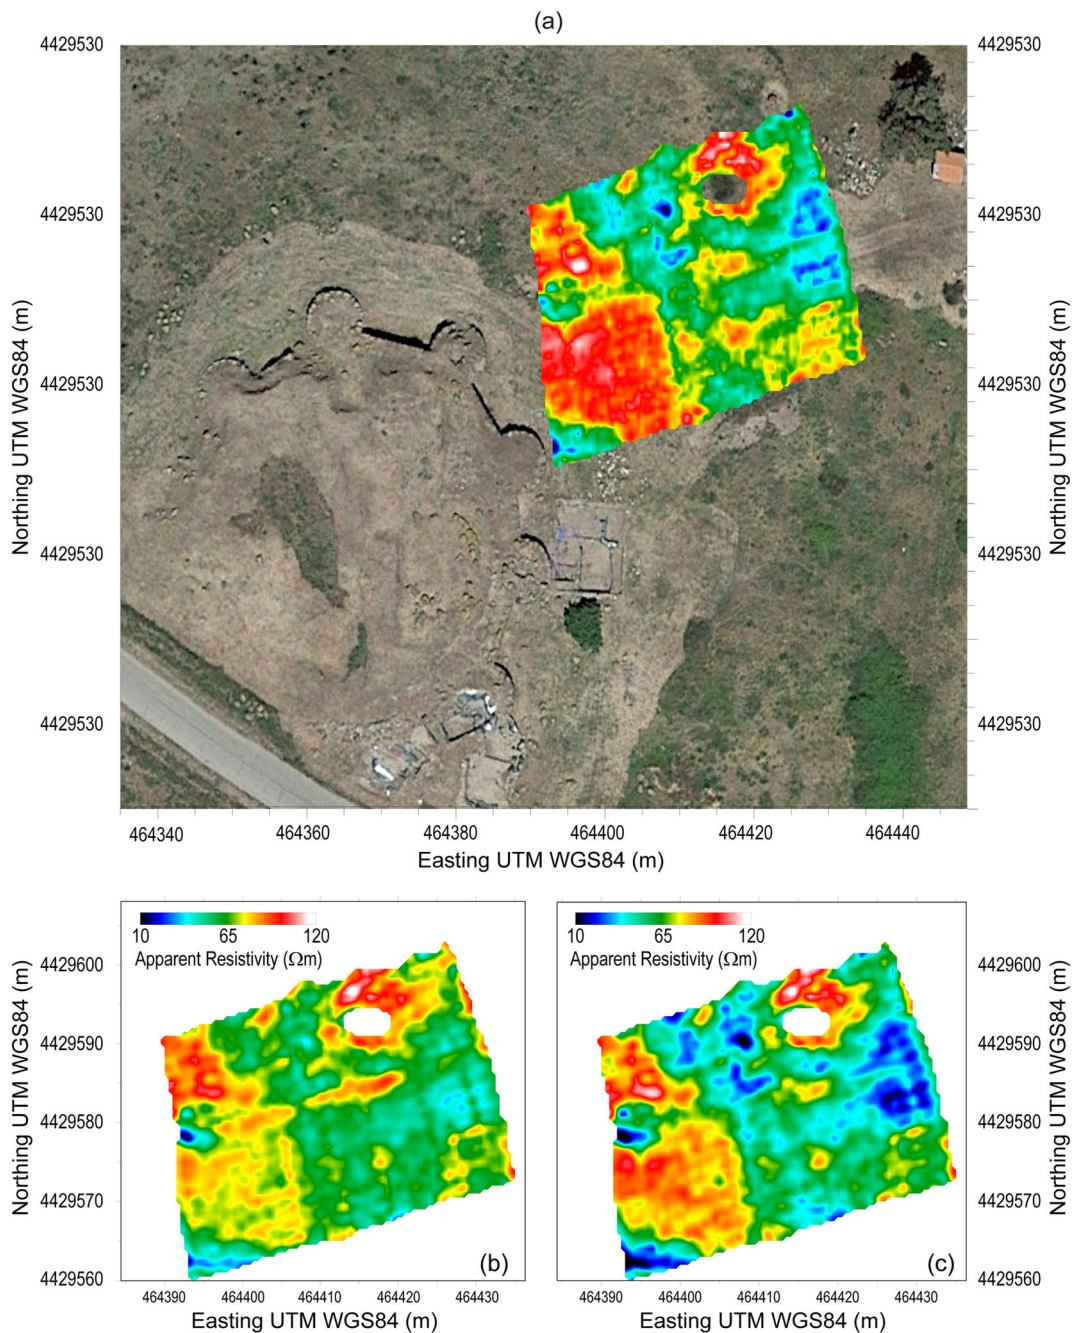 (a)
4429530 4429530
4429530 4429530
4429530 4429530
4429530 4429530
4429530 4429530
Northing UTM WGS84 (m) Northing UTM WGS84 (m)
464340 464360 464380 464400 464420 464440
Easting UTM WGS84 (m)
10 65 120
Apparent Resistivity (Ωm)
10 65 120
Apparent Resistivity (Ωm)
4429600 4429600
4429590 4429590
4429580 4429580
4429570 4429570
4429560 4429560
Northing UTM WGS84 (m) Northing UTM WGS84 (m)
(b) (c)
464390 464400 464410 464420 464430
464390 464400 464410 464420 464430
Easting UTM WGS84 (m) Easting UTM WGS84 (m)